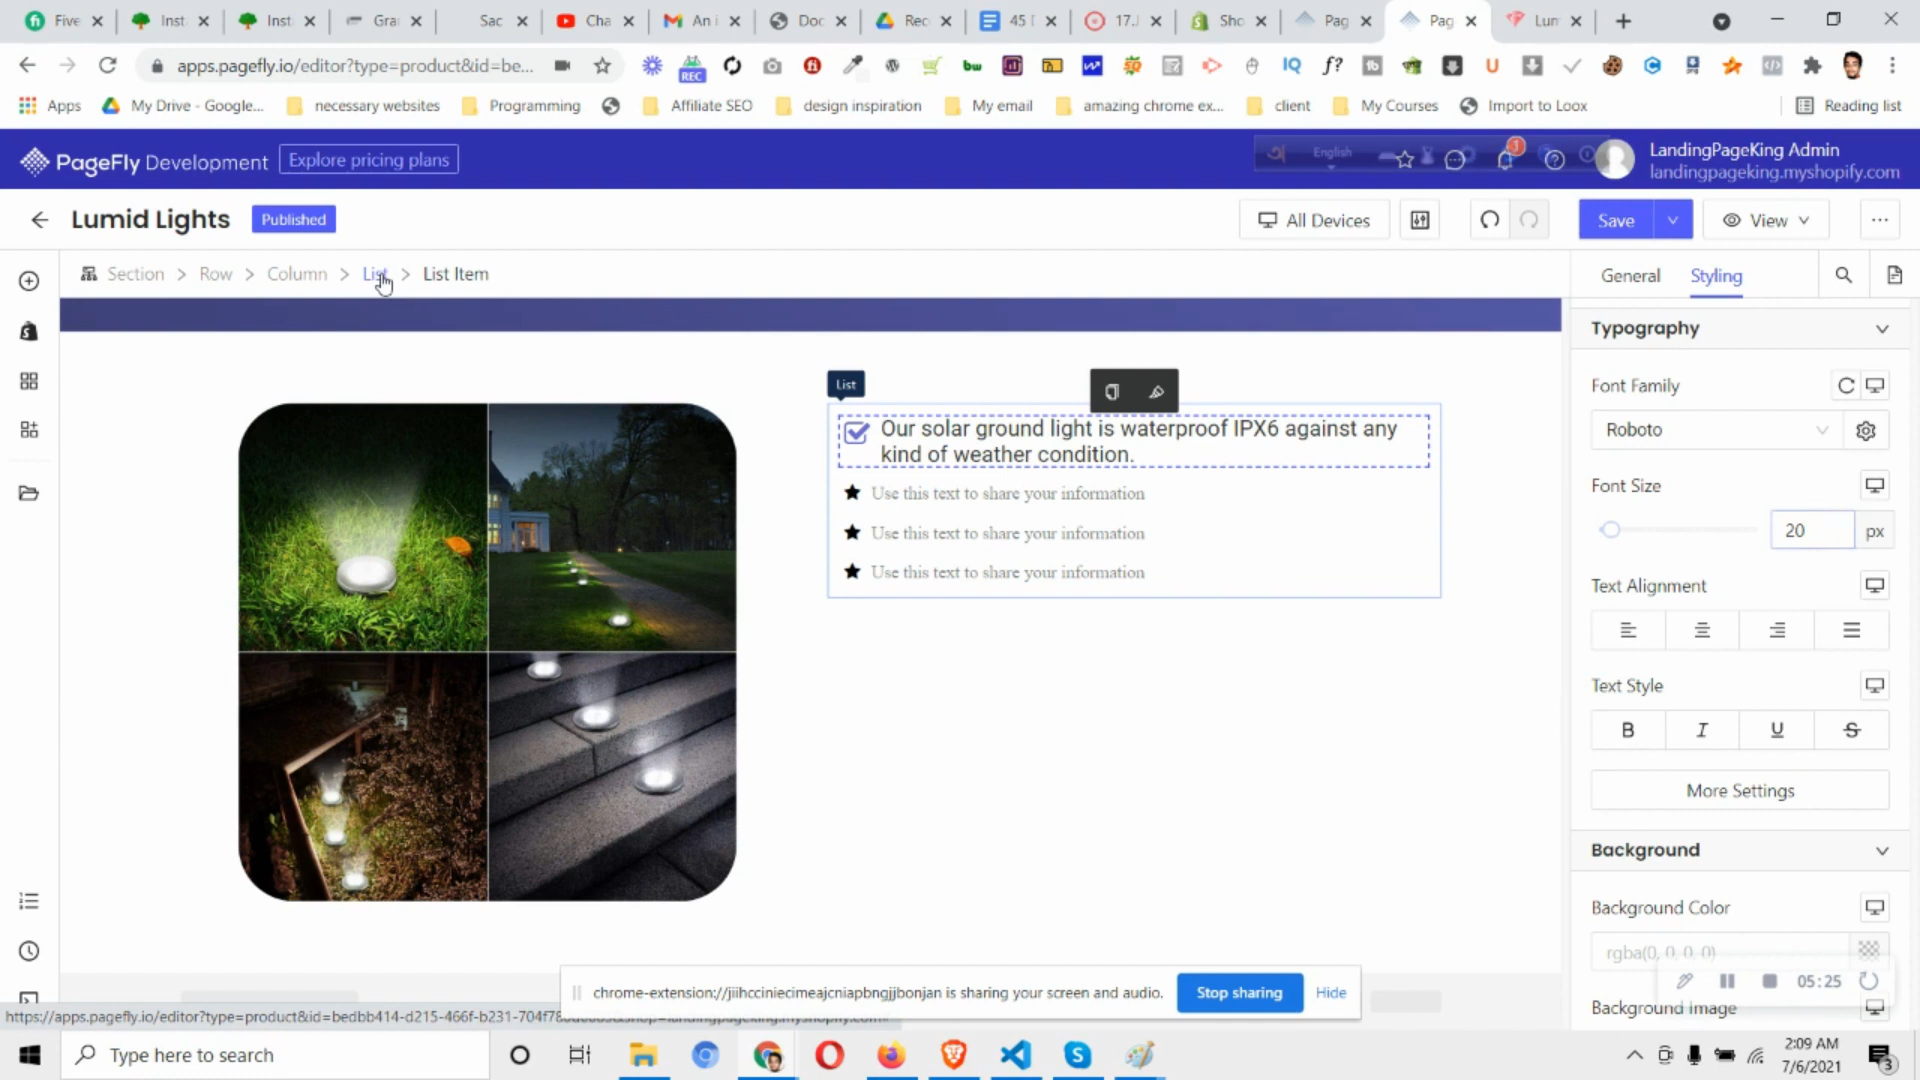 Five
Inst
Inst
Gra
Sac
Cha
An i
Doc
Rec
45
17.
Sho
Pag
Pag
Lum
apps.pagefly.io/editor?type=product&id=be...
REC
bw
IQ
f?
Apps
My Drive - Google...
necessary websites
Programming
Affiliate SEO
design inspiration
My email
amazing chrome ex...
client
My Courses
Import to Loox
Reading list
PageFly Development
Explore pricing plans
English
1
LandingPageKing Admin
landingpageking.myshopify.com
Lumid Lights
Published
All Devices
Save
View
Section > Row > Column > List > List Item
General
Styling
Typography
Font Family
Roboto
Font Size
20
px
Text Alignment
Text Style
B
I
U
S
More Settings
Background
Background Color
rgba(0, 0, 0, 0)
Background Image
05:25
List
Our solar ground light is waterproof IPX6 against any
kind of weather condition.
Use this text to share your information
Use this text to share your information
Use this text to share your information
chrome-extension://jiihcciniecimeajcniapbngjjbonjan is sharing your screen and audio.
Stop sharing
Hide
Type here to search
2:09 AM
7/6/2021
3